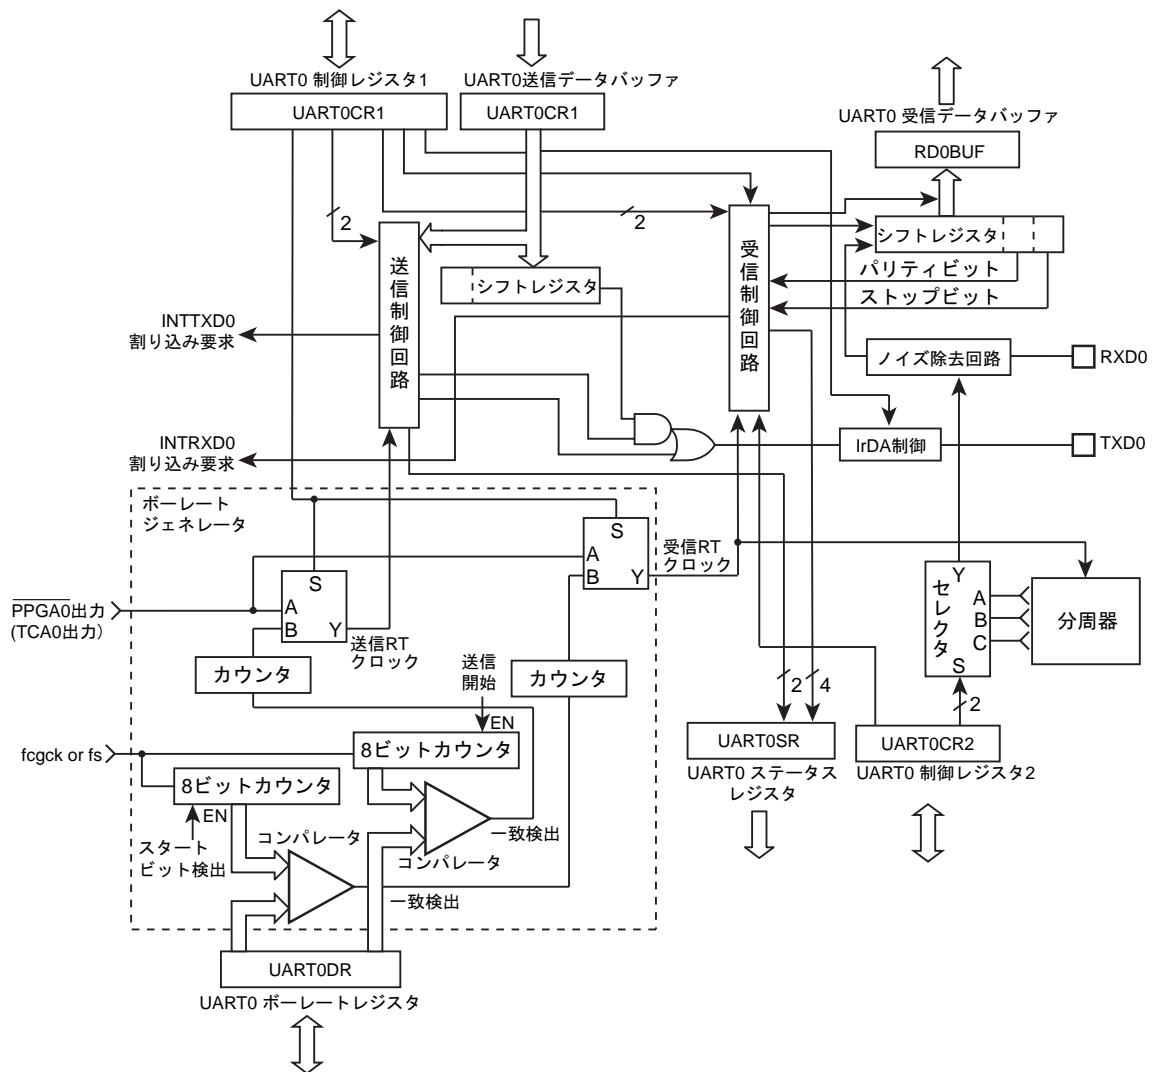 UART0 制御レジスタ1
UART0CR1
UART0送信データバッファ
UART0CR1
UART0 受信データバッファ
RD0BUF
2
2
2
送信制御回路
受信制御回路
シフトレジスタ
シフトレジスタ
パリティビット
ストップビット
INTTXD0
割り込み要求
ノイズ除去回路
RXD0
INTRXD0
割り込み要求
IrDA制御
TXD0
ボーレート
ジェネレータ
S
A
B
Y
受信RT
クロック
S
A
B
Y
送信RT
クロック
PPGA0出力
(TCA0出力)
Y
セレクタ
A
B
C
S
分周器
カウンタ
送信
開始
カウンタ
2
4
2
EN
fcgck or fs
8ビットカウンタ
UART0SR
UART0 ステータス
レジスタ
UART0CR2
UART0 制御レジスタ2
8ビットカウンタ
EN
スタート
ビット検出
コンパレータ
一致検出
コンパレータ
一致検出
UART0DR
UART0 ボーレートレジスタ